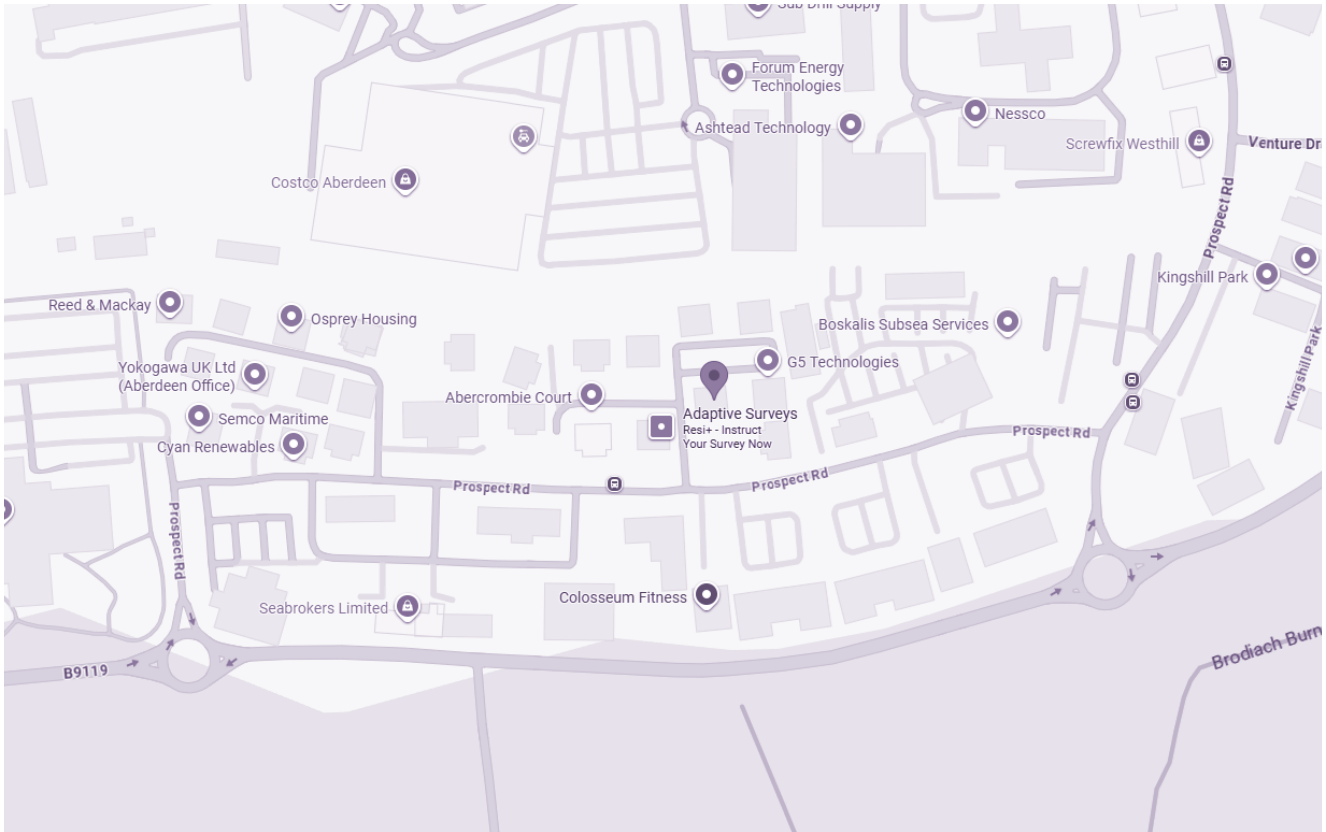 Sub Drill Supply
Forum Energy
Technologies
Nessco
Ashtead Technology
Screwfix Westhill
Venture Dr
Costco Aberdeen
Prospect Rd
Kingshill Park
Reed & Mackay
Osprey Housing
Boskalis Subsea Services
Yokogawa UK Ltd
(Aberdeen Office)
G5 Technologies
Kingshill Park
Abercrombie Court
Adaptive Surveys
Resi+ - Instruct
Your Survey Now
Semco Maritime
Cyan Renewables
Prospect Rd
Prospect Rd
Prospect Rd
Prospect Rd
Colosseum Fitness
Seabrokers Limited
Brodiach Burn
B9119